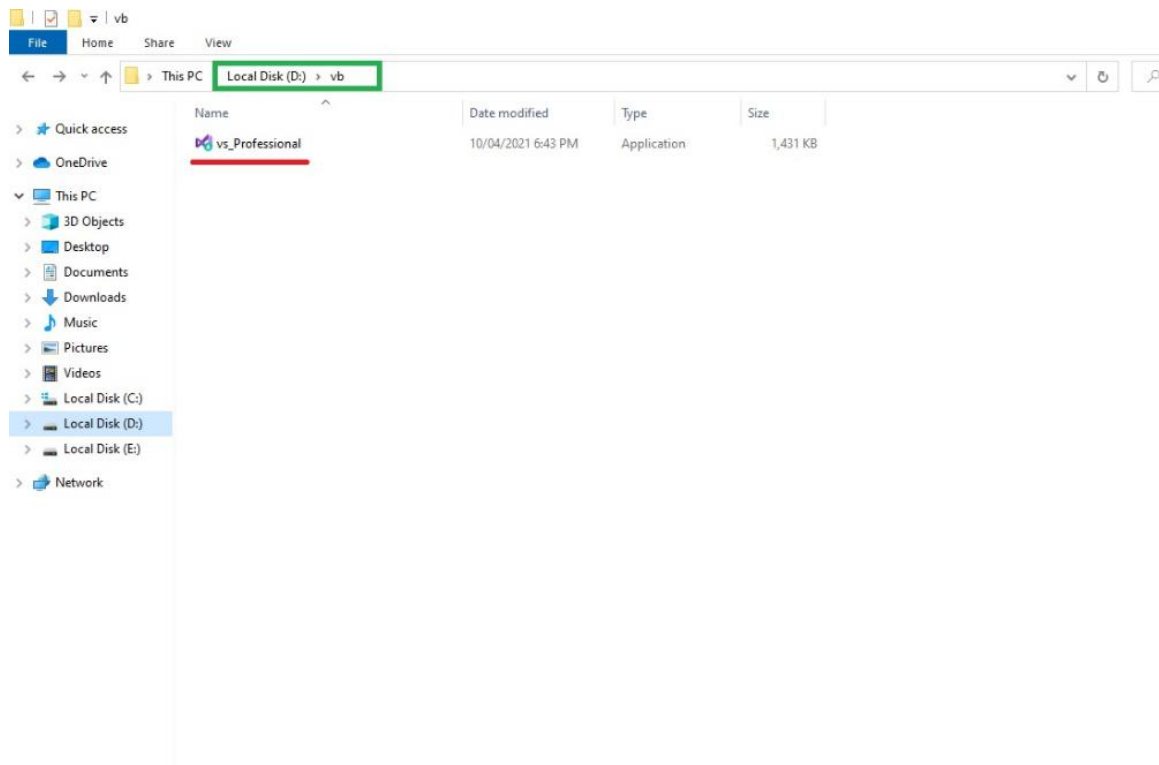 vb
File Home Share View
This PC Local Disk (D:) vb
Name Date modified Type Size
vs_Professional 10/04/2021 6:43 PM Application 1,431 KB
Quick access
OneDrive
This PC
3D Objects
Desktop
Documents
Downloads
Music
Pictures
Videos
Local Disk (C:)
Local Disk (D:)
Local Disk (E:)
Network